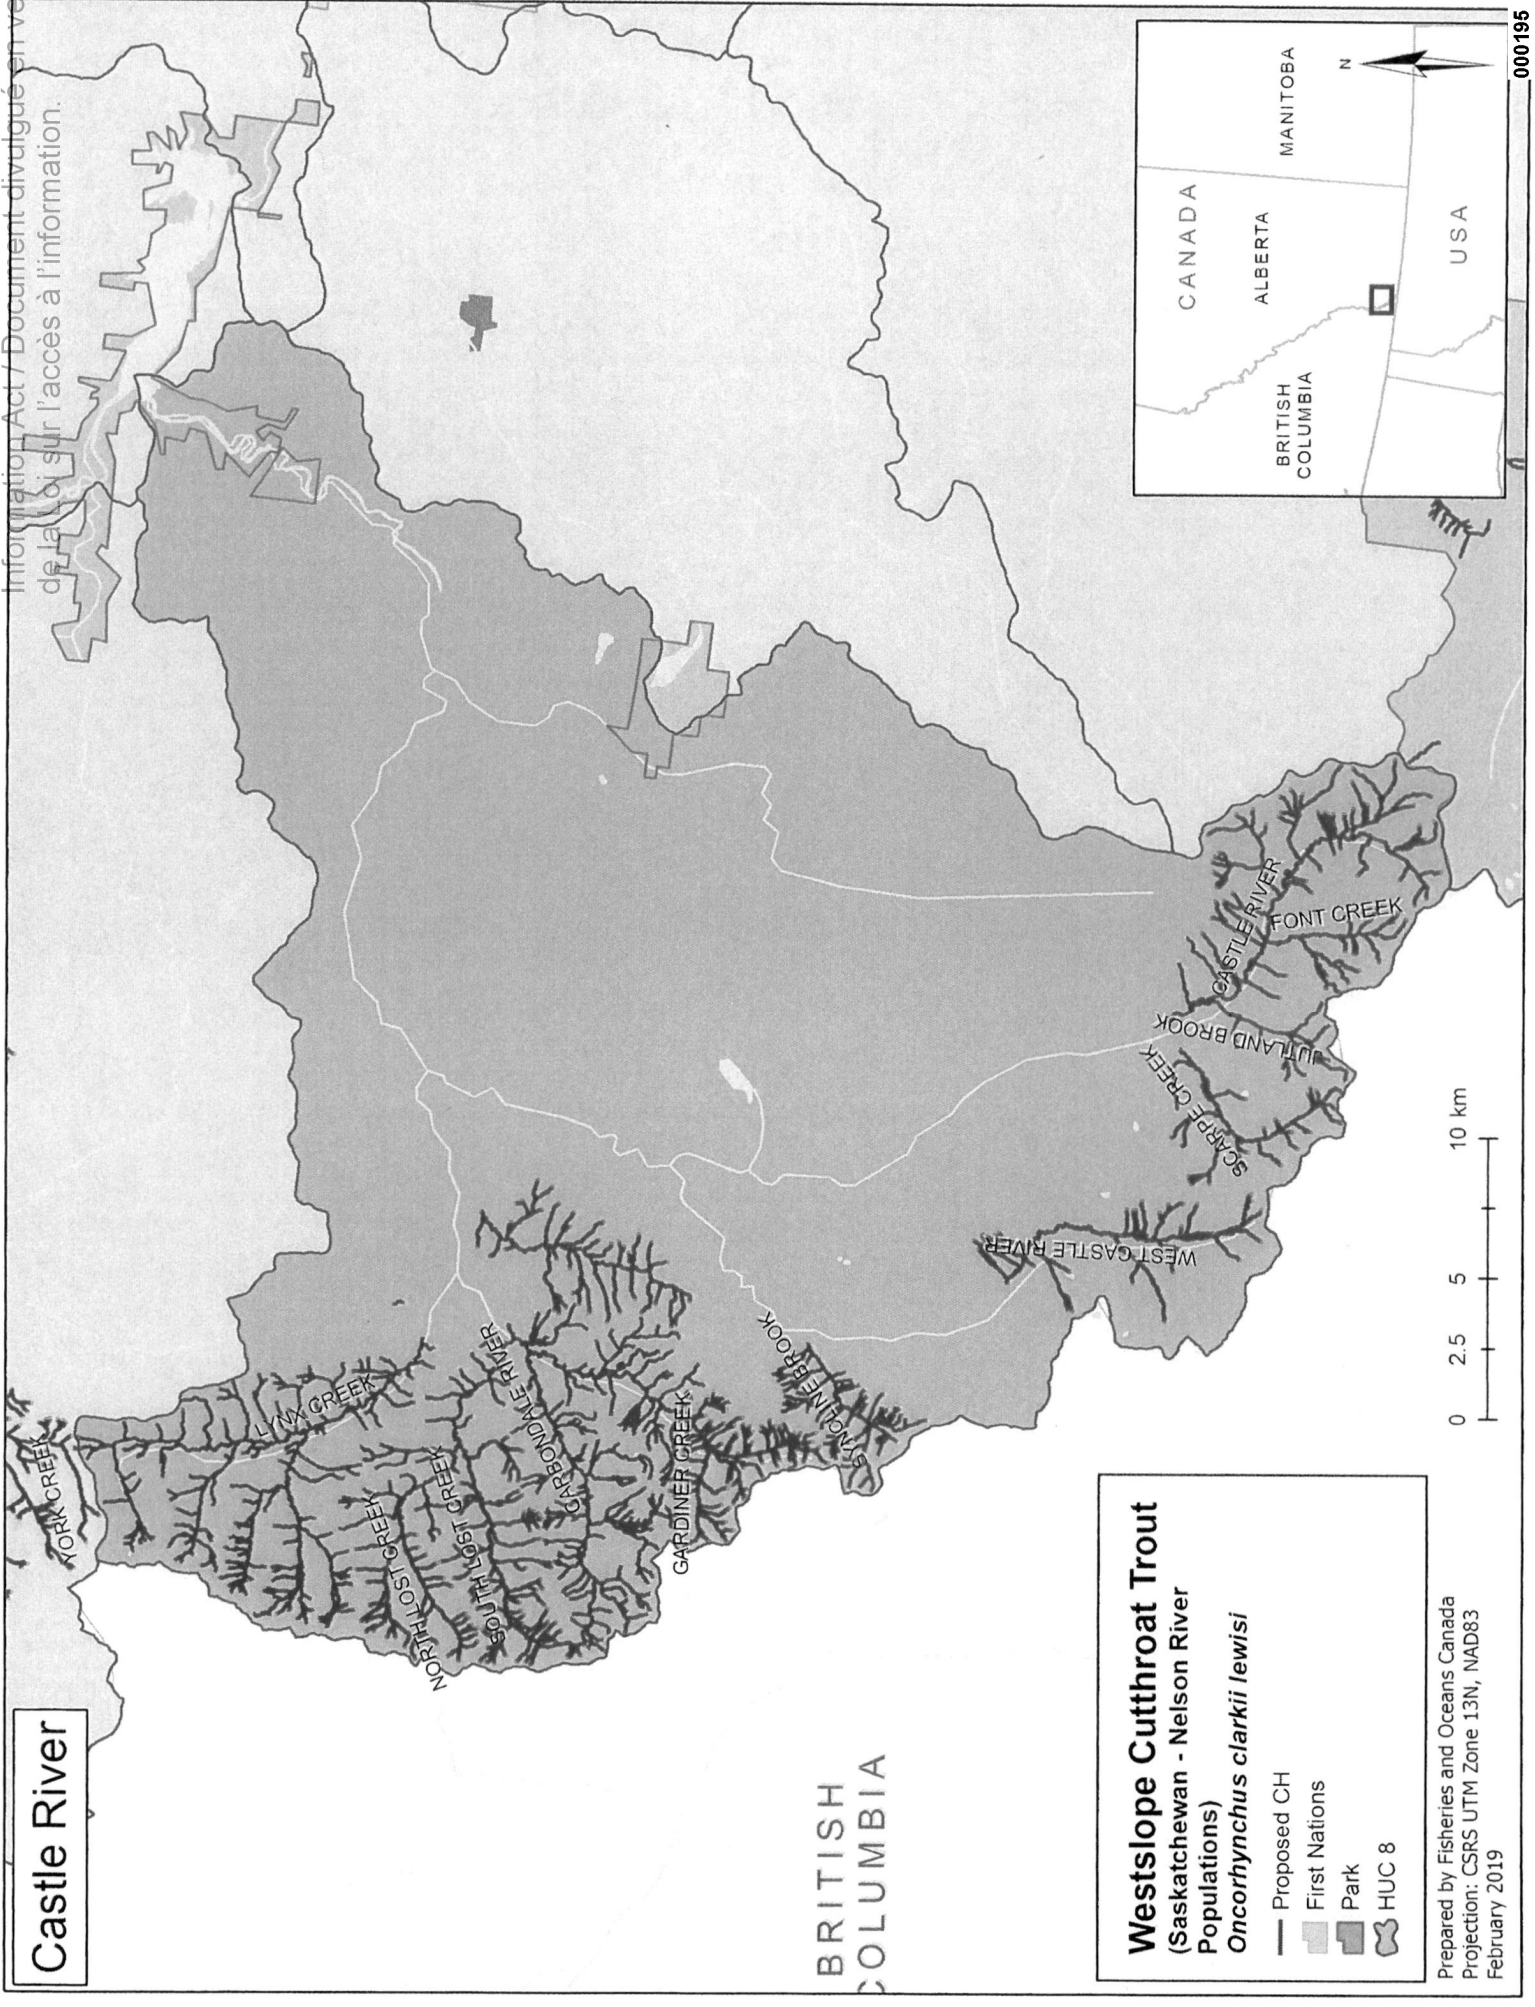 Information Act / Document divulgué en ve
de la Loi sur l'accès à l'information.
Castle River
YORK CREEK
LYNX CREEK
NORTH LOST CREEK
SOUTH LOST CREEK
CARBONDALE RIVER
GARDINER CREEK
SYNCLINE BROOK
WEST CASTLE RIVER
SCARPE CREEK
JUTLAND BROOK
CASTLE RIVER
FONT CREEK
BRITISH
COLUMBIA
Westslope Cutthroat Trout
(Saskatchewan - Nelson River
Populations)
Oncorhynchus clarkii lewisi
Proposed CH
First Nations
Park
HUC 8
Prepared by Fisheries and Oceans Canada
Projection: CSRS UTM Zone 13N, NAD83
February 2019
0 2.5 5 10 km
CANADA
BRITISH
COLUMBIA
ALBERTA
MANITOBA
USA
N
000195